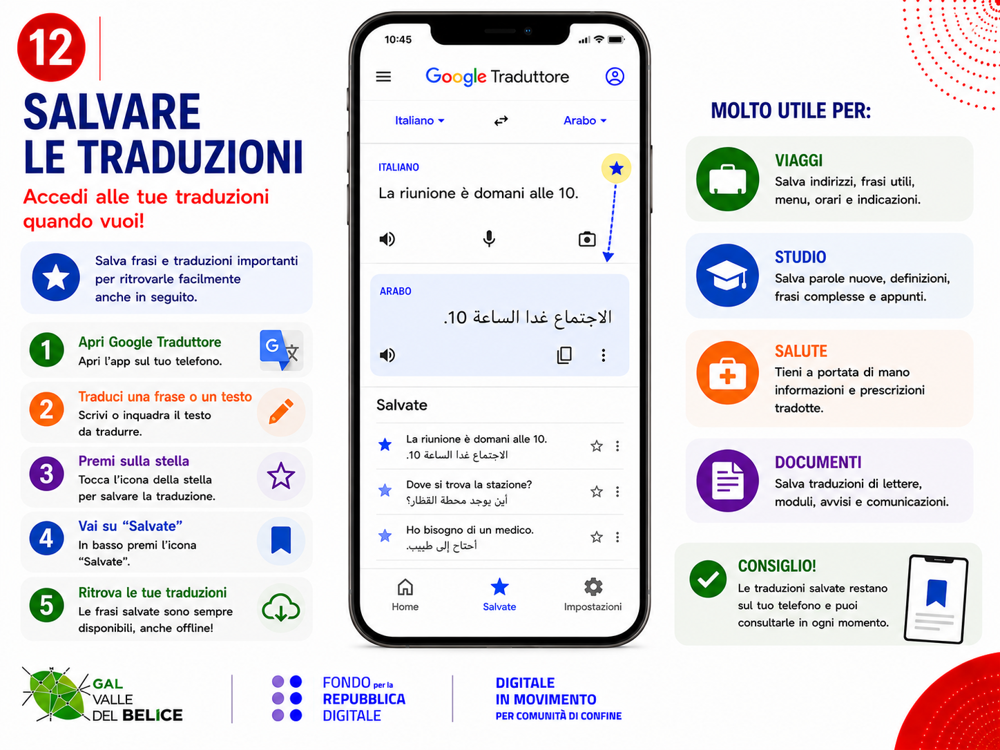 12
SALVARE
LE TRADUZIONI
Accedi alle tue traduzioni
quando vuoi!
Salva frasi e traduzioni importanti
per ritrovarle facilmente
anche in seguito.
1
Apri Google Traduttore
Apri l'app sul tuo telefono.
G
文
2
Traduci una frase o un testo
Scrivi o inquadra il testo
da tradurre.
3
Premi sulla stella
Tocca l'icona della stella
per salvare la traduzione.
4
Vai su “Salvate”
In basso premi l'icona
“Salvate”.
5
Ritrova le tue traduzioni
Le frasi salvate sono sempre
disponibili, anche offline!
10:45
Google Traduttore
Italiano
Arabo
ITALIANO
La riunione è domani alle 10.
ARABO
الاجتماع غدا الساعة 10.
Salvate
La riunione è domani alle 10.
الاجتماع غدا الساعة 10.
Dove si trova la stazione?
أين يوجد محطة القطار؟
Ho bisogno di un medico.
أحتاج إلى طبيب.
Home
Salvate
Impostazioni
MOLTO UTILE PER:
VIAGGI
Salva indirizzi, frasi utili,
menu, orari e indicazioni.
STUDIO
Salva parole nuove, definizioni,
frasi complesse e appunti.
SALUTE
Tieni a portata di mano
informazioni e prescrizioni
tradotte.
DOCUMENTI
Salva traduzioni di lettere,
moduli, avvisi e comunicazioni.
CONSIGLIO!
Le traduzioni salvate restano
sul tuo telefono e puoi
consultarle in ogni momento.
GAL
VALLE
DEL BELICE
FONDO per la
REPUBBLICA
DIGITALE
DIGITALE
IN MOVIMENTO
PER COMUNITÀ DI CONFINE